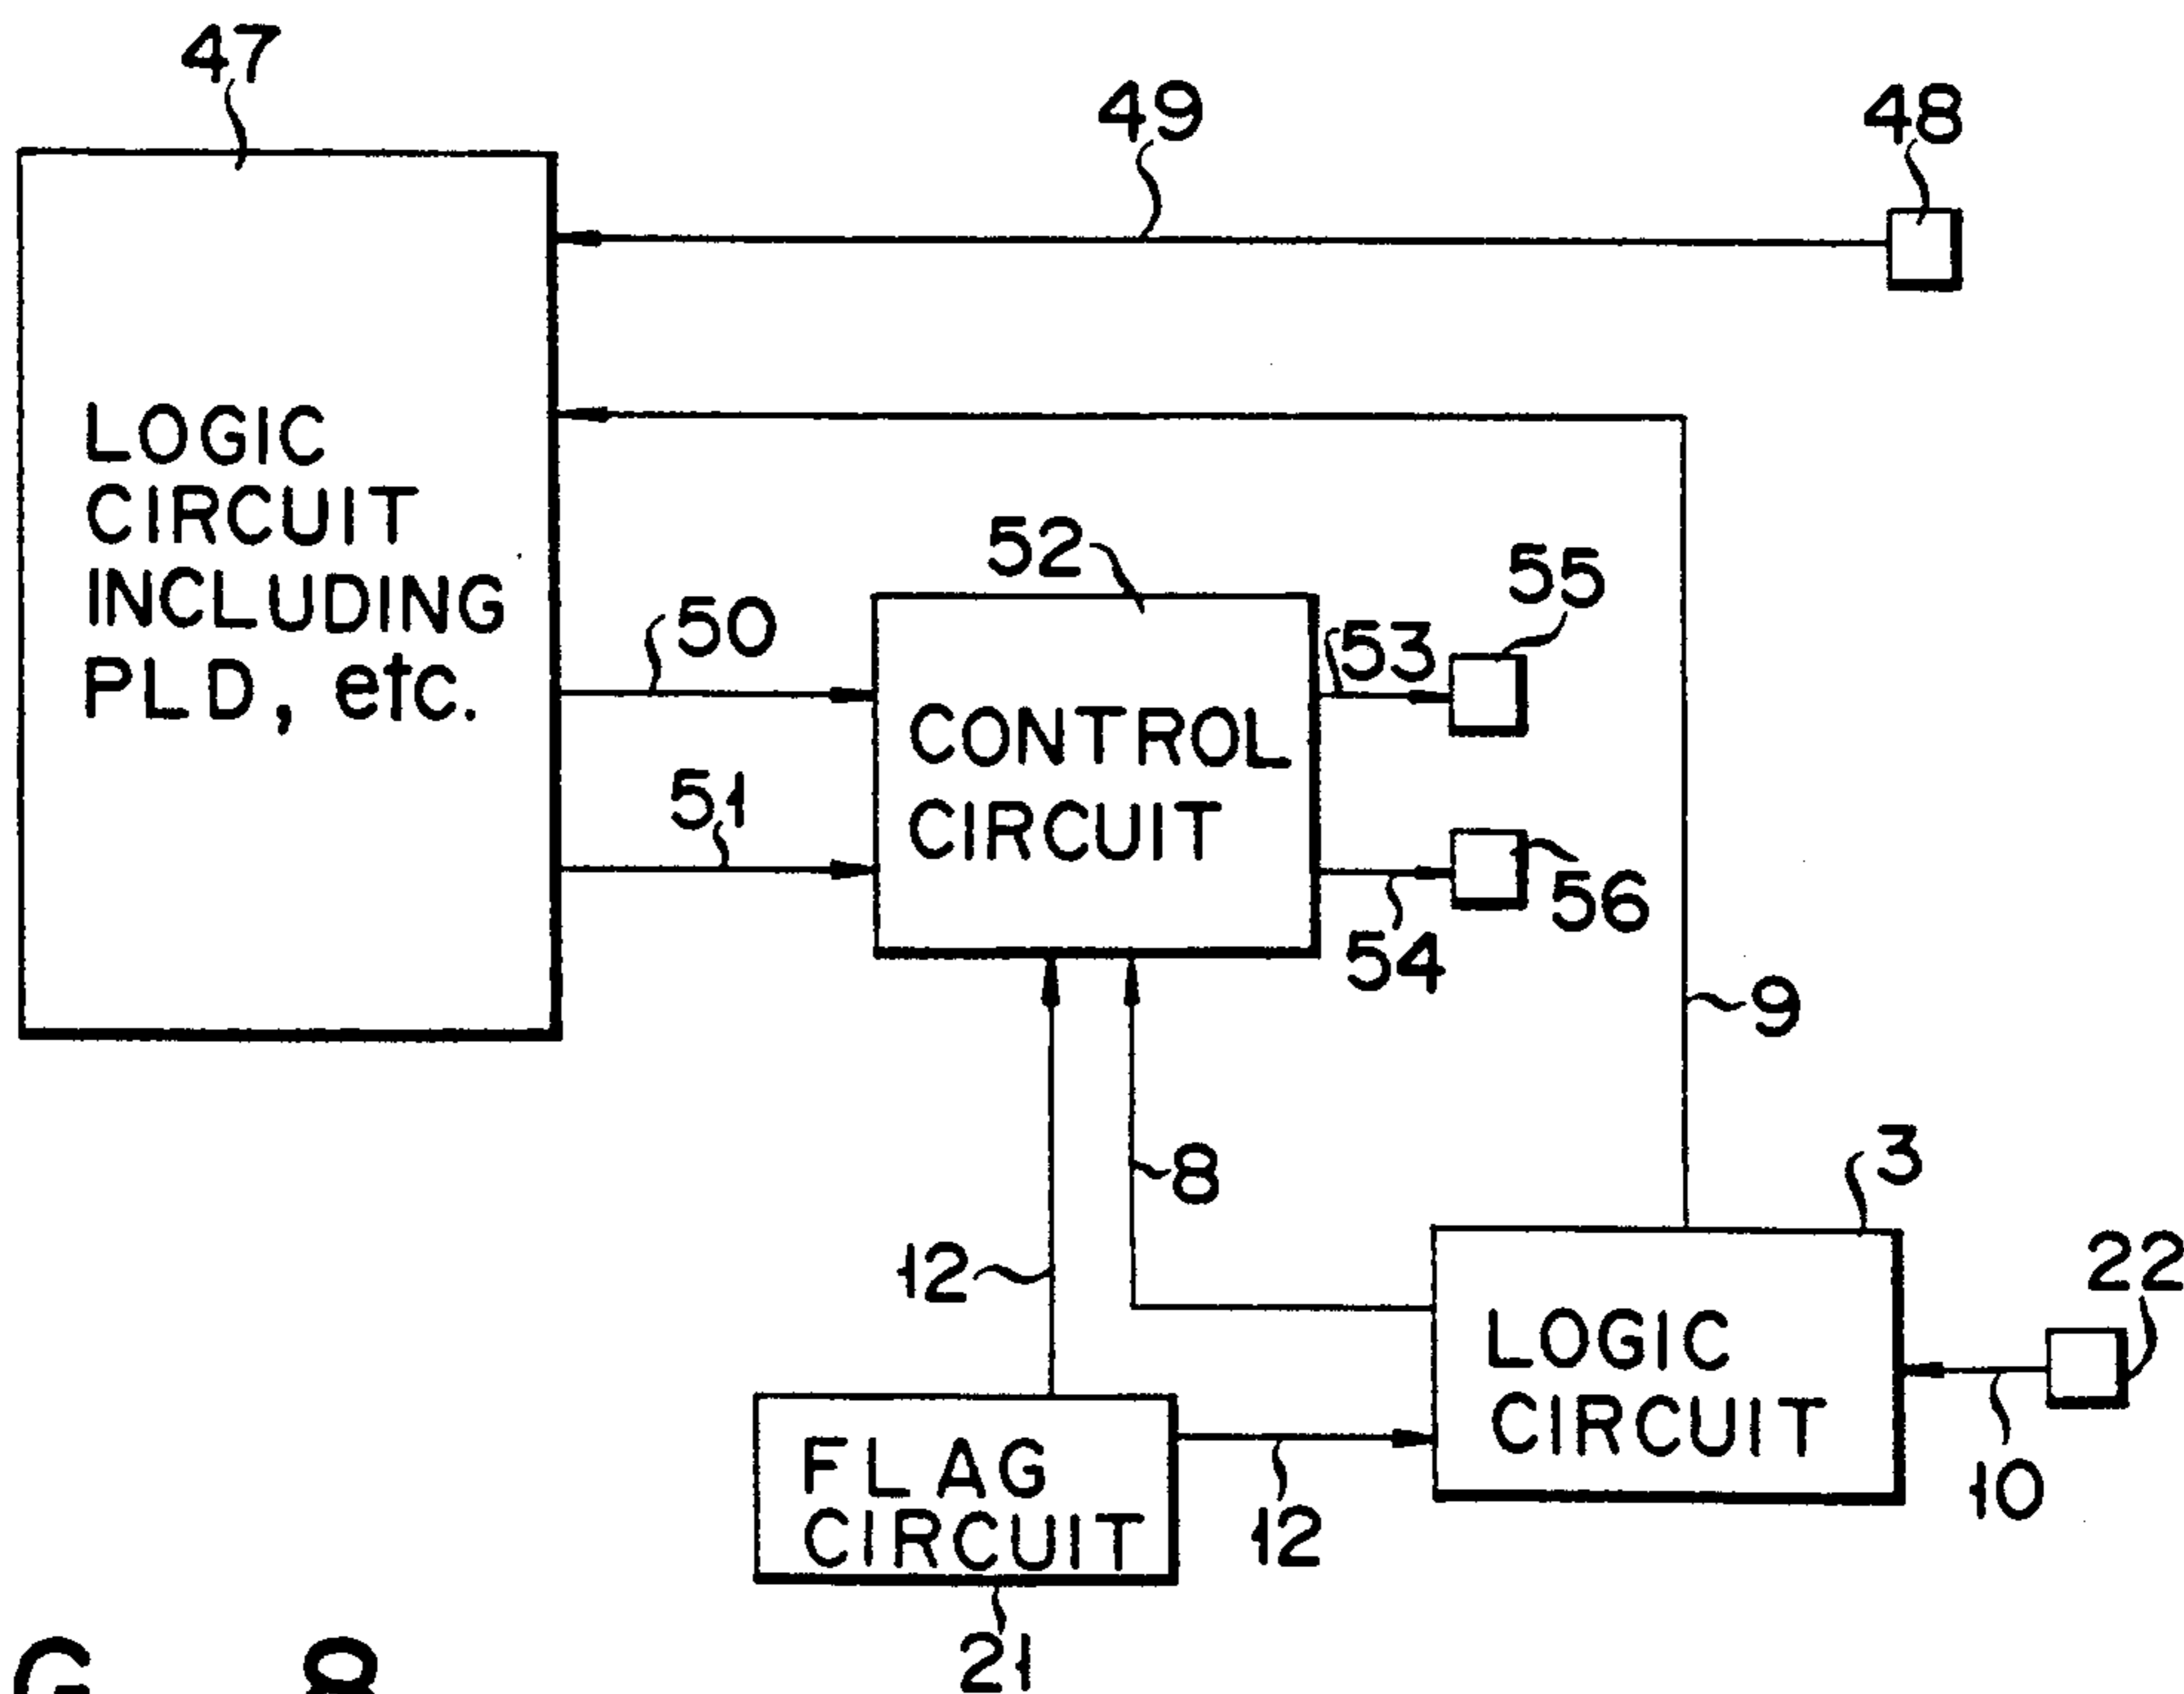 47
49
48
LOGIC
CIRCUIT
INCLUDING
PLD, etc.
52
55
50
53
CONTROL
CIRCUIT
51
56
54
9
8
3
12
22
LOGIC
CIRCUIT
FLAG
CIRCUIT
12
10
21
G. 8